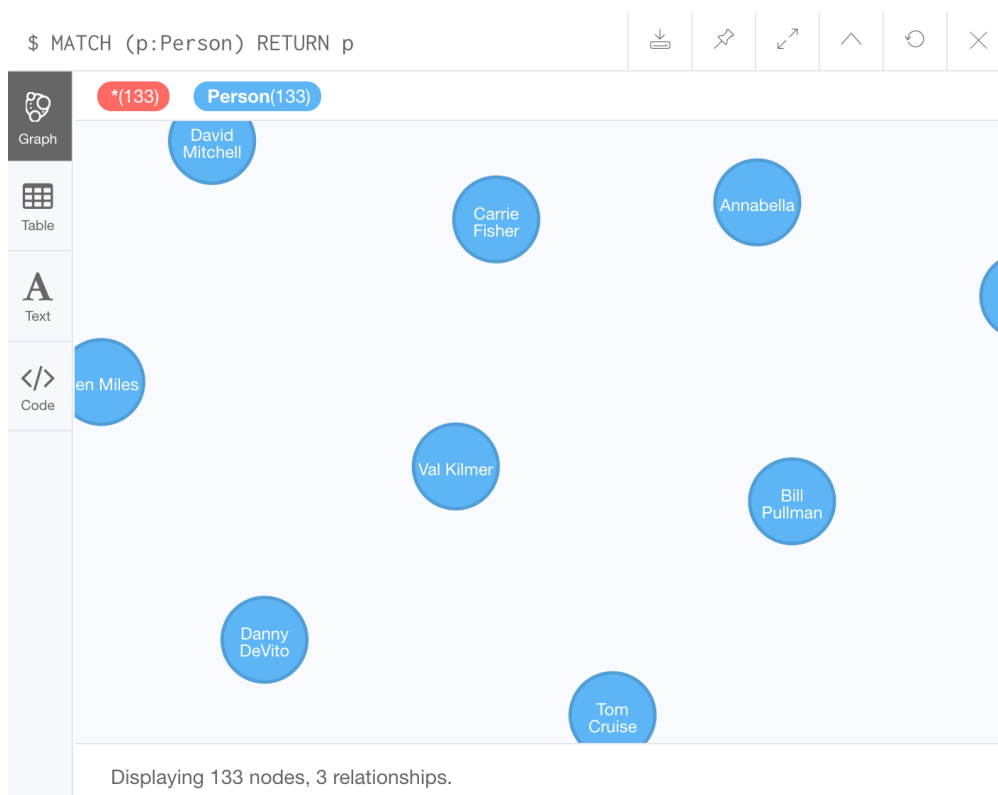 $ MATCH (p:Person) RETURN p
*(133) Person(133)
Graph
Table
Text
Code
David
Mitchell
Carrie
Fisher
Annabella
en Miles
Val Kilmer
Bill
Pullman
Danny
DeVito
Tom
Cruise
Displaying 133 nodes, 3 relationships.